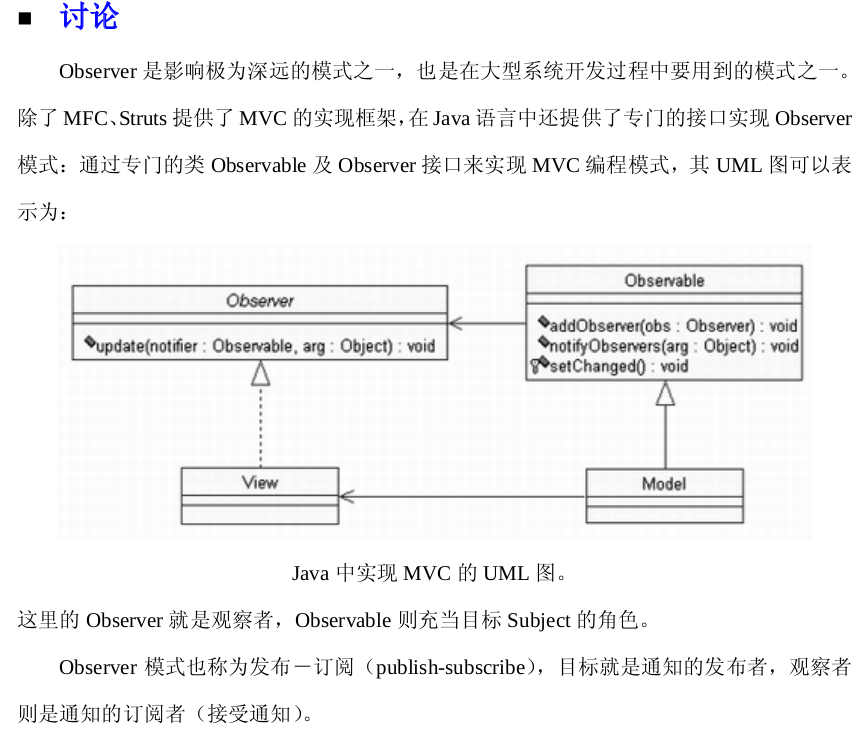 ■ 讨论
Observer 是影响极为深远的模式之一，也是在大型系统开发过程中要用到的模式之一。
除了 MFC、Struts 提供了 MVC 的实现框架，在 Java 语言中还提供了专门的接口实现 Observer
模式：通过专门的类 Observable 及 Observer 接口来实现 MVC 编程模式，其 UML 图可以表
示为：
Observable
Observer
addObserver(obs : Observer) : void
update(notifier : Observable, arg : Object) : void
notifyObservers(arg : Object) : void
setChanged() : void
View
Model
Java 中实现 MVC 的 UML 图。
这里的 Observer 就是观察者，Observable 则充当目标 Subject 的角色。
Observer 模式也称为发布－订阅（publish-subscribe），目标就是通知的发布者，观察者
则是通知的订阅者（接受通知）。